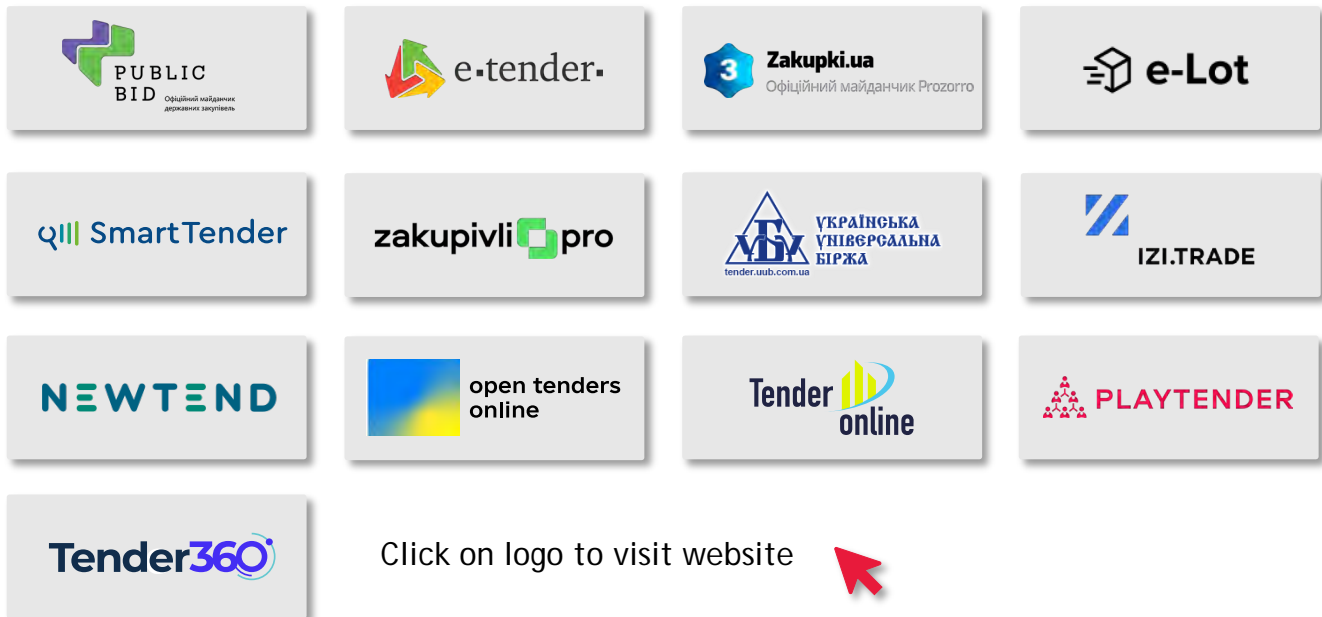 PUBLIC
BID Офіційний майданчик
державних закупівель
e-tender.
Zakupki.ua
Офіційний майданчик Prozorro
e-Lot
SmartTender
zakupivli pro
УБУ УКРАЇНСЬКА
УНІВЕРСАЛЬНА
БІРЖА
tender.uub.com.ua
IZI.TRADE
NEWTEND
open tenders
online
Tender
online
PLAYTENDER
Tender360
Click on logo to visit website